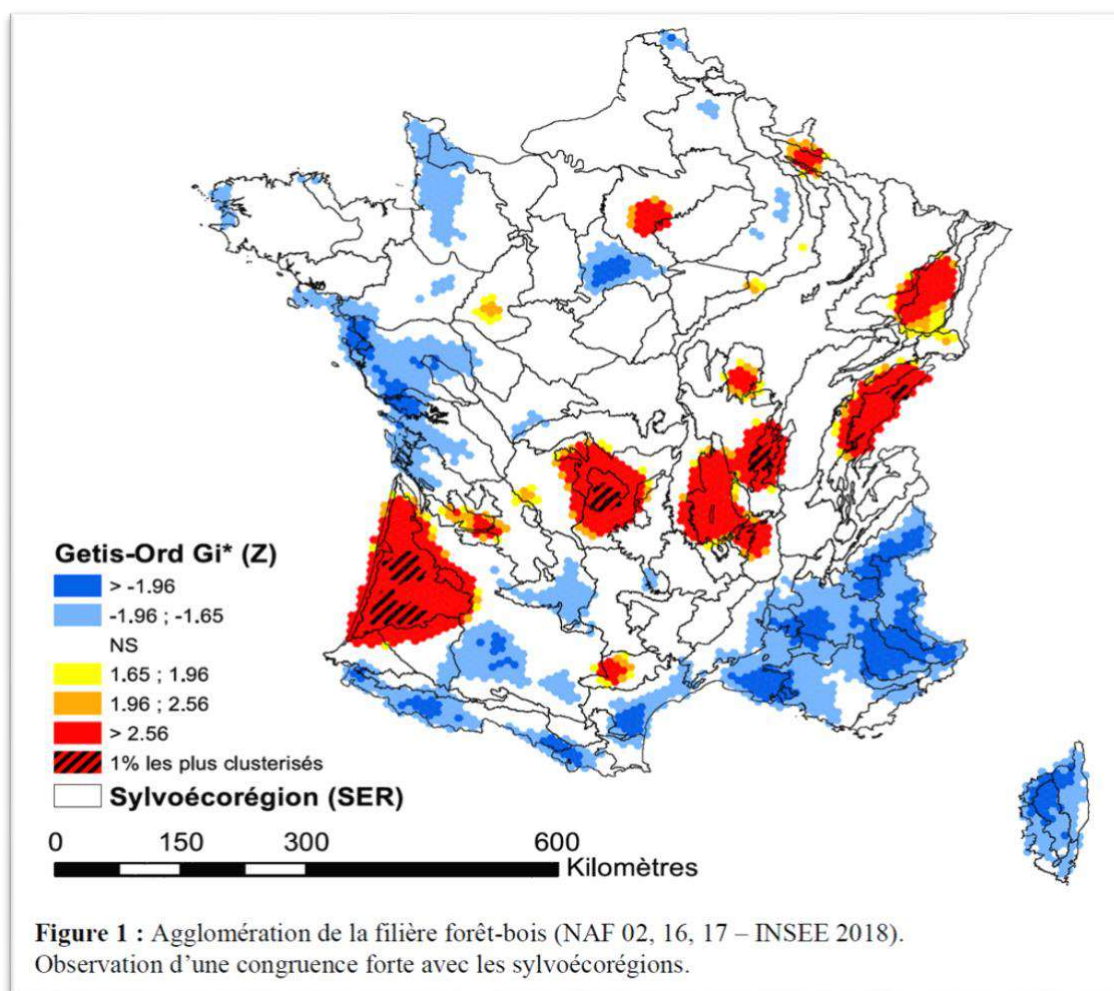 Getis-Ord Gi* (Z)
> -1.96
-1.96 ; -1.65
NS
1.65 ; 1.96
1.96 ; 2.56
> 2.56
1% les plus clusterisés
Sylvoécorégion (SER)
0 150 300 600
Kilomètres
Figure 1 : Agglomération de la filière forêt-bois (NAF 02, 16, 17 – INSEE 2018).
Observation d’une congruence forte avec les sylvoécorégions.